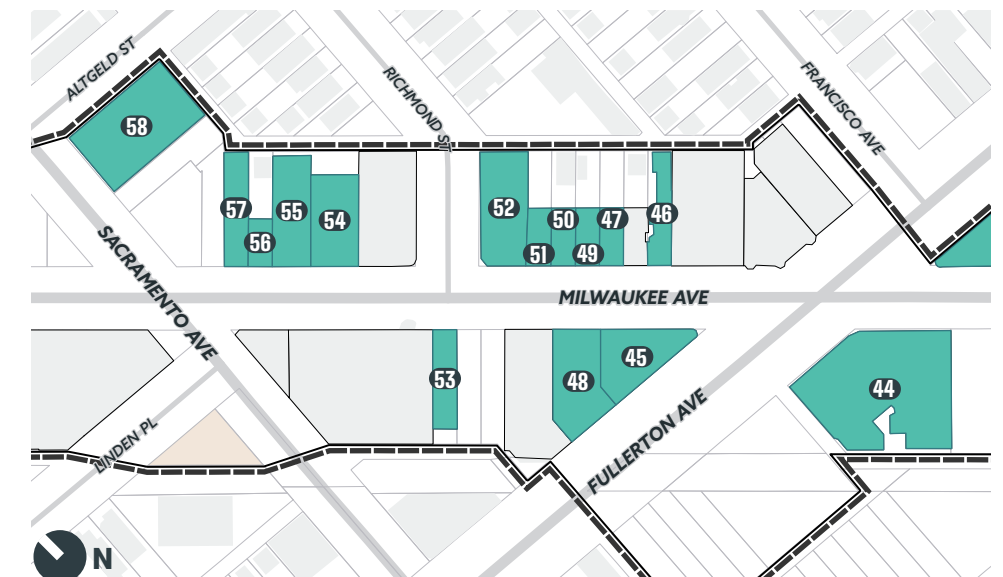 ALTGELD ST
RICHMOND ST
FRANCISCO AVE
58
57
56
55
54
52
51
50
49
47
46
SACRAMENTO AVE
MILWAUKEE AVE
53
48
45
44
LINDEN PL
FULLERTON AVE
N